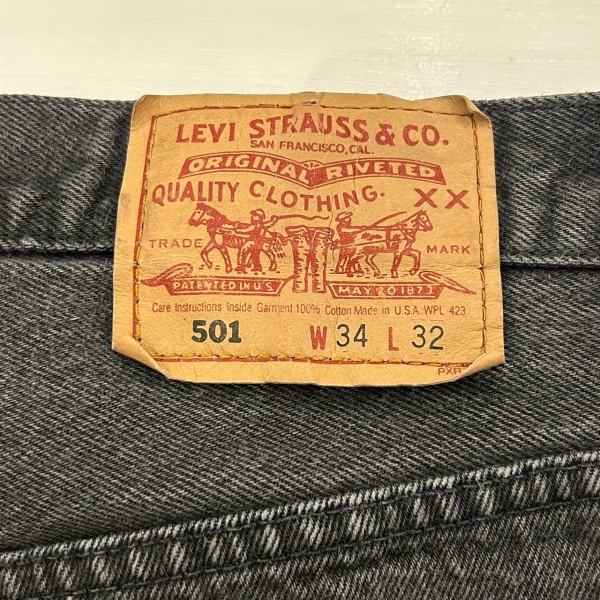 LEVI STRAUSS & CO.
SAN FRANCISCO, CAL.
ORIGINAL RIVETED
QUALITY CLOTHING. XX
TRADE MARK
PATENTED IN U.S. MAY 20 1873
Care Instructions Inside Garment 100% Cotton Made in U.S.A. WPL 423
501 W 34 L 32